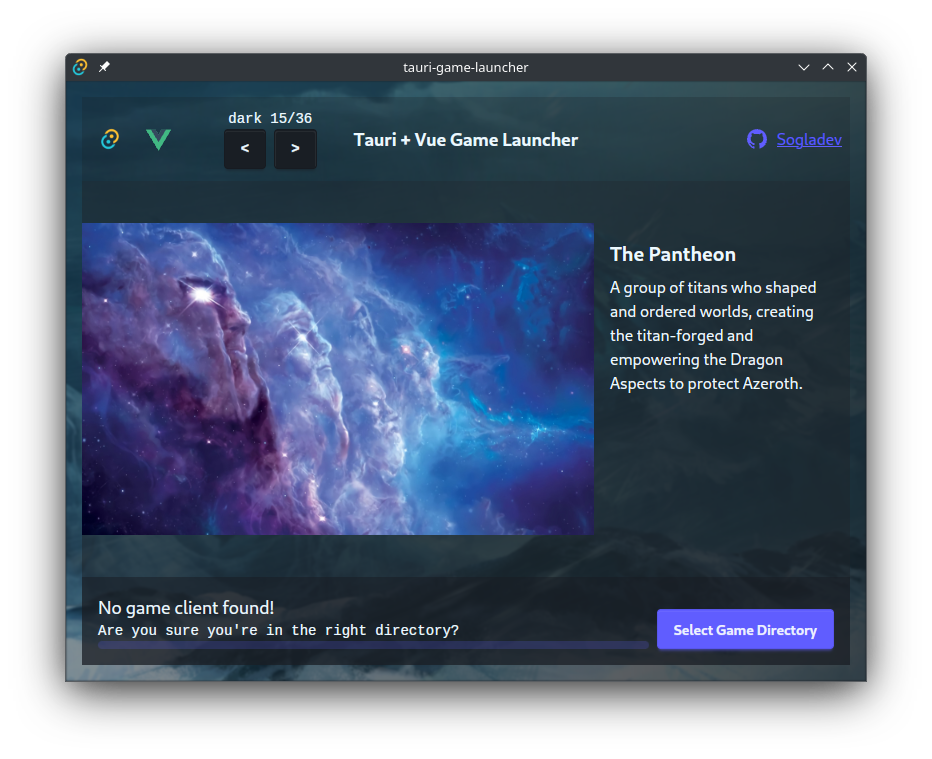 tauri-game-launcher
dark 15/36
< >
Tauri + Vue Game Launcher
Sogladev
The Pantheon
A group of titans who shaped
and ordered worlds, creating
the titan-forged and
empowering the Dragon
Aspects to protect Azeroth.
No game client found!
Are you sure you're in the right directory?
Select Game Directory